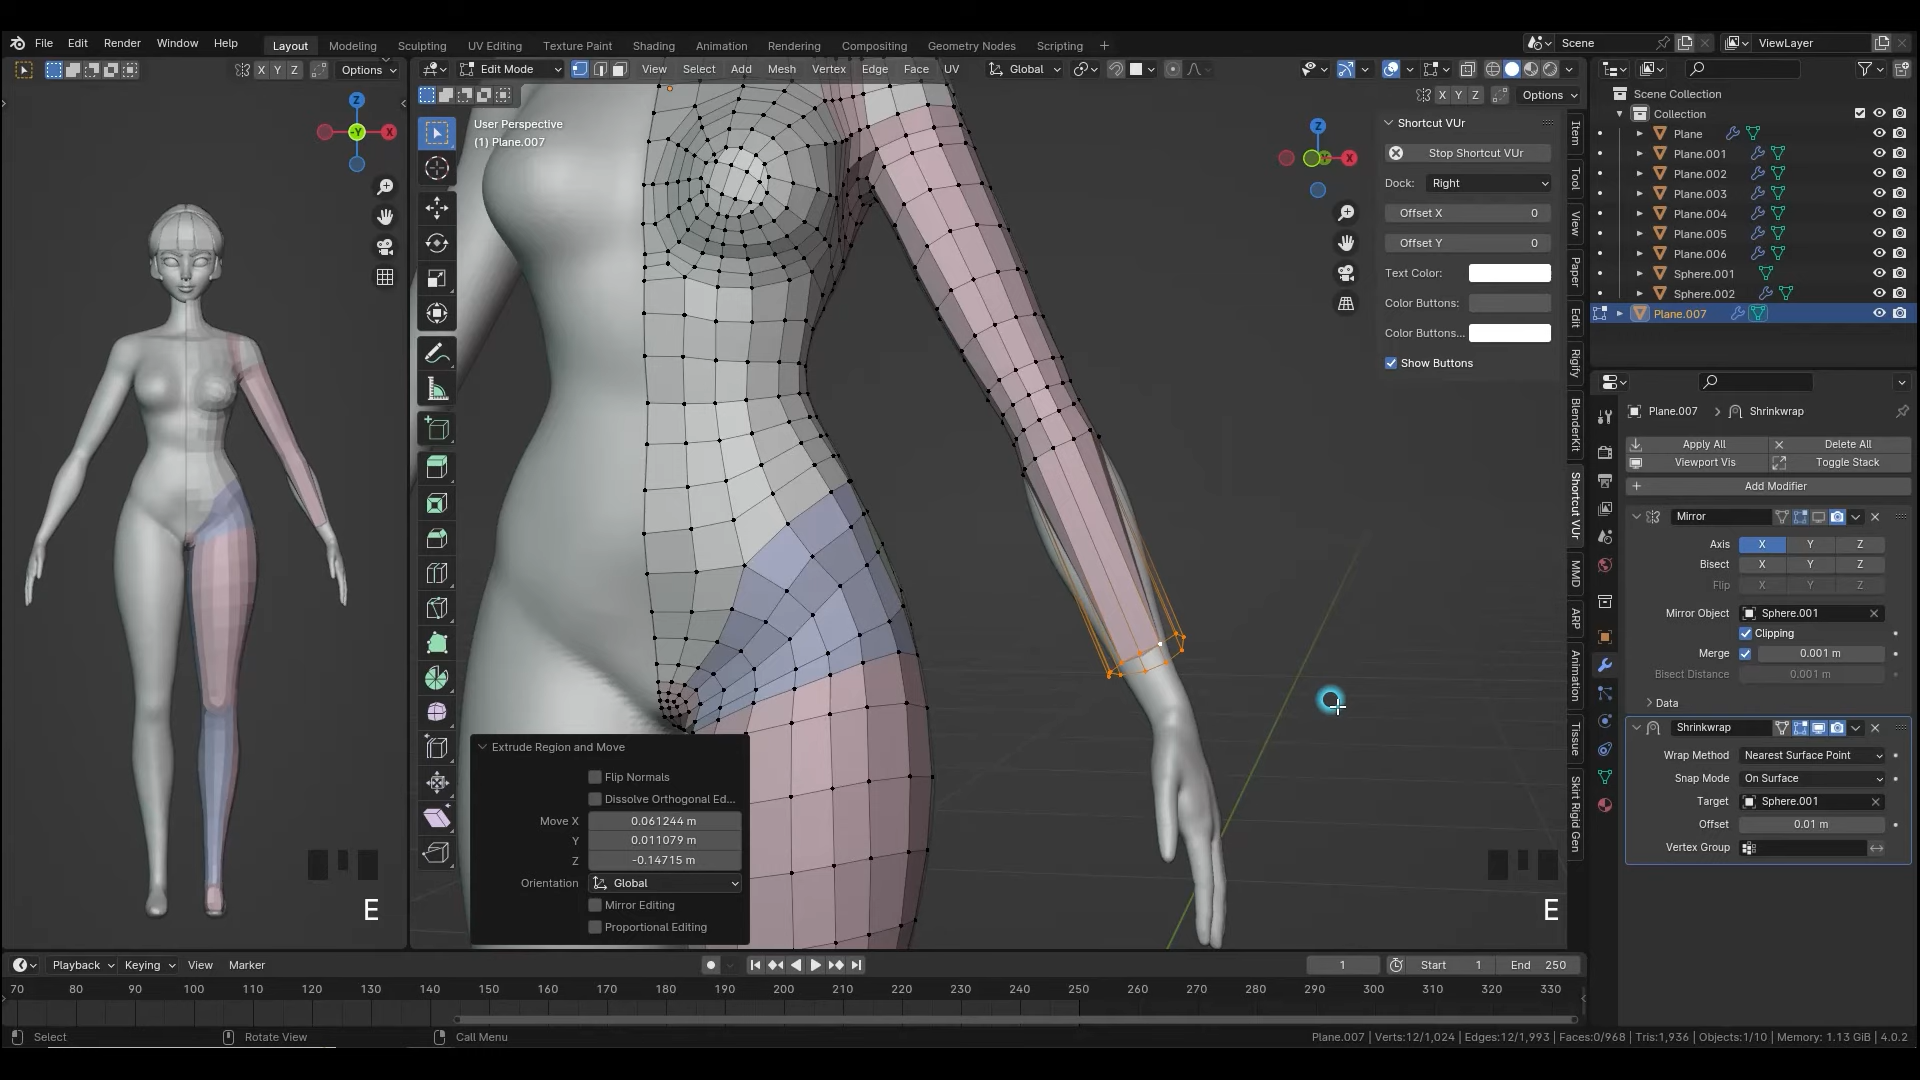 File Edit Render Window Help
Layout Modeling Sculpting UV Editing Texture Paint Shading Animation Rendering Compositing Geometry Nodes Scripting +
Scene
ViewLayer
X Y Z Options
Edit Mode View Select Add Mesh Vertex Edge Face UV Global
X Y Z Options
User Perspective
(1) Plane.007
Z
-Y X
Z
X
Shortcut VUr
Stop Shortcut VUr
Dock: Right
Offset X 0
Offset Y 0
Text Color:
Color Buttons:
Color Buttons...
Show Buttons
Item
Tool
View
Paper
Edit
Rigify
BlenderKit
Shortcut VUr
MMD
ARP
Animation
Tissue
Skirt Rigid Gen
Scene Collection
Collection
Plane
Plane.001
Plane.002
Plane.003
Plane.004
Plane.005
Plane.006
Sphere.001
Sphere.002
Plane.007
Plane.007 > Shrinkwrap
Apply All Delete All
Viewport Vis Toggle Stack
+ Add Modifier
Mirror
Axis X Y Z
Bisect X Y Z
Flip X Y Z
Mirror Object Sphere.001
Clipping
Merge 0.001 m
Bisect Distance 0.001 m
Data
Shrinkwrap
Wrap Method Nearest Surface Point
Snap Mode On Surface
Target Sphere.001
Offset 0.01 m
Vertex Group
Extrude Region and Move
Flip Normals
Dissolve Orthogonal Ed...
Move X 0.061244 m
Y 0.011079 m
Z -0.14715 m
Orientation Global
Mirror Editing
Proportional Editing
E
E
Playback Keying View Marker
1 Start 1 End 250
70 80 90 100 110 120 130 140 150 160 170 180 190 200 210 220 230 240 250 260 270 280 290 300 310 320 330
Select Rotate View Call Menu
Plane.007 | Verts:12/1,024 | Edges:12/1,993 | Faces:0/968 | Tris:1,936 | Objects:1/10 | Memory: 1.13 GiB | 4.0.2